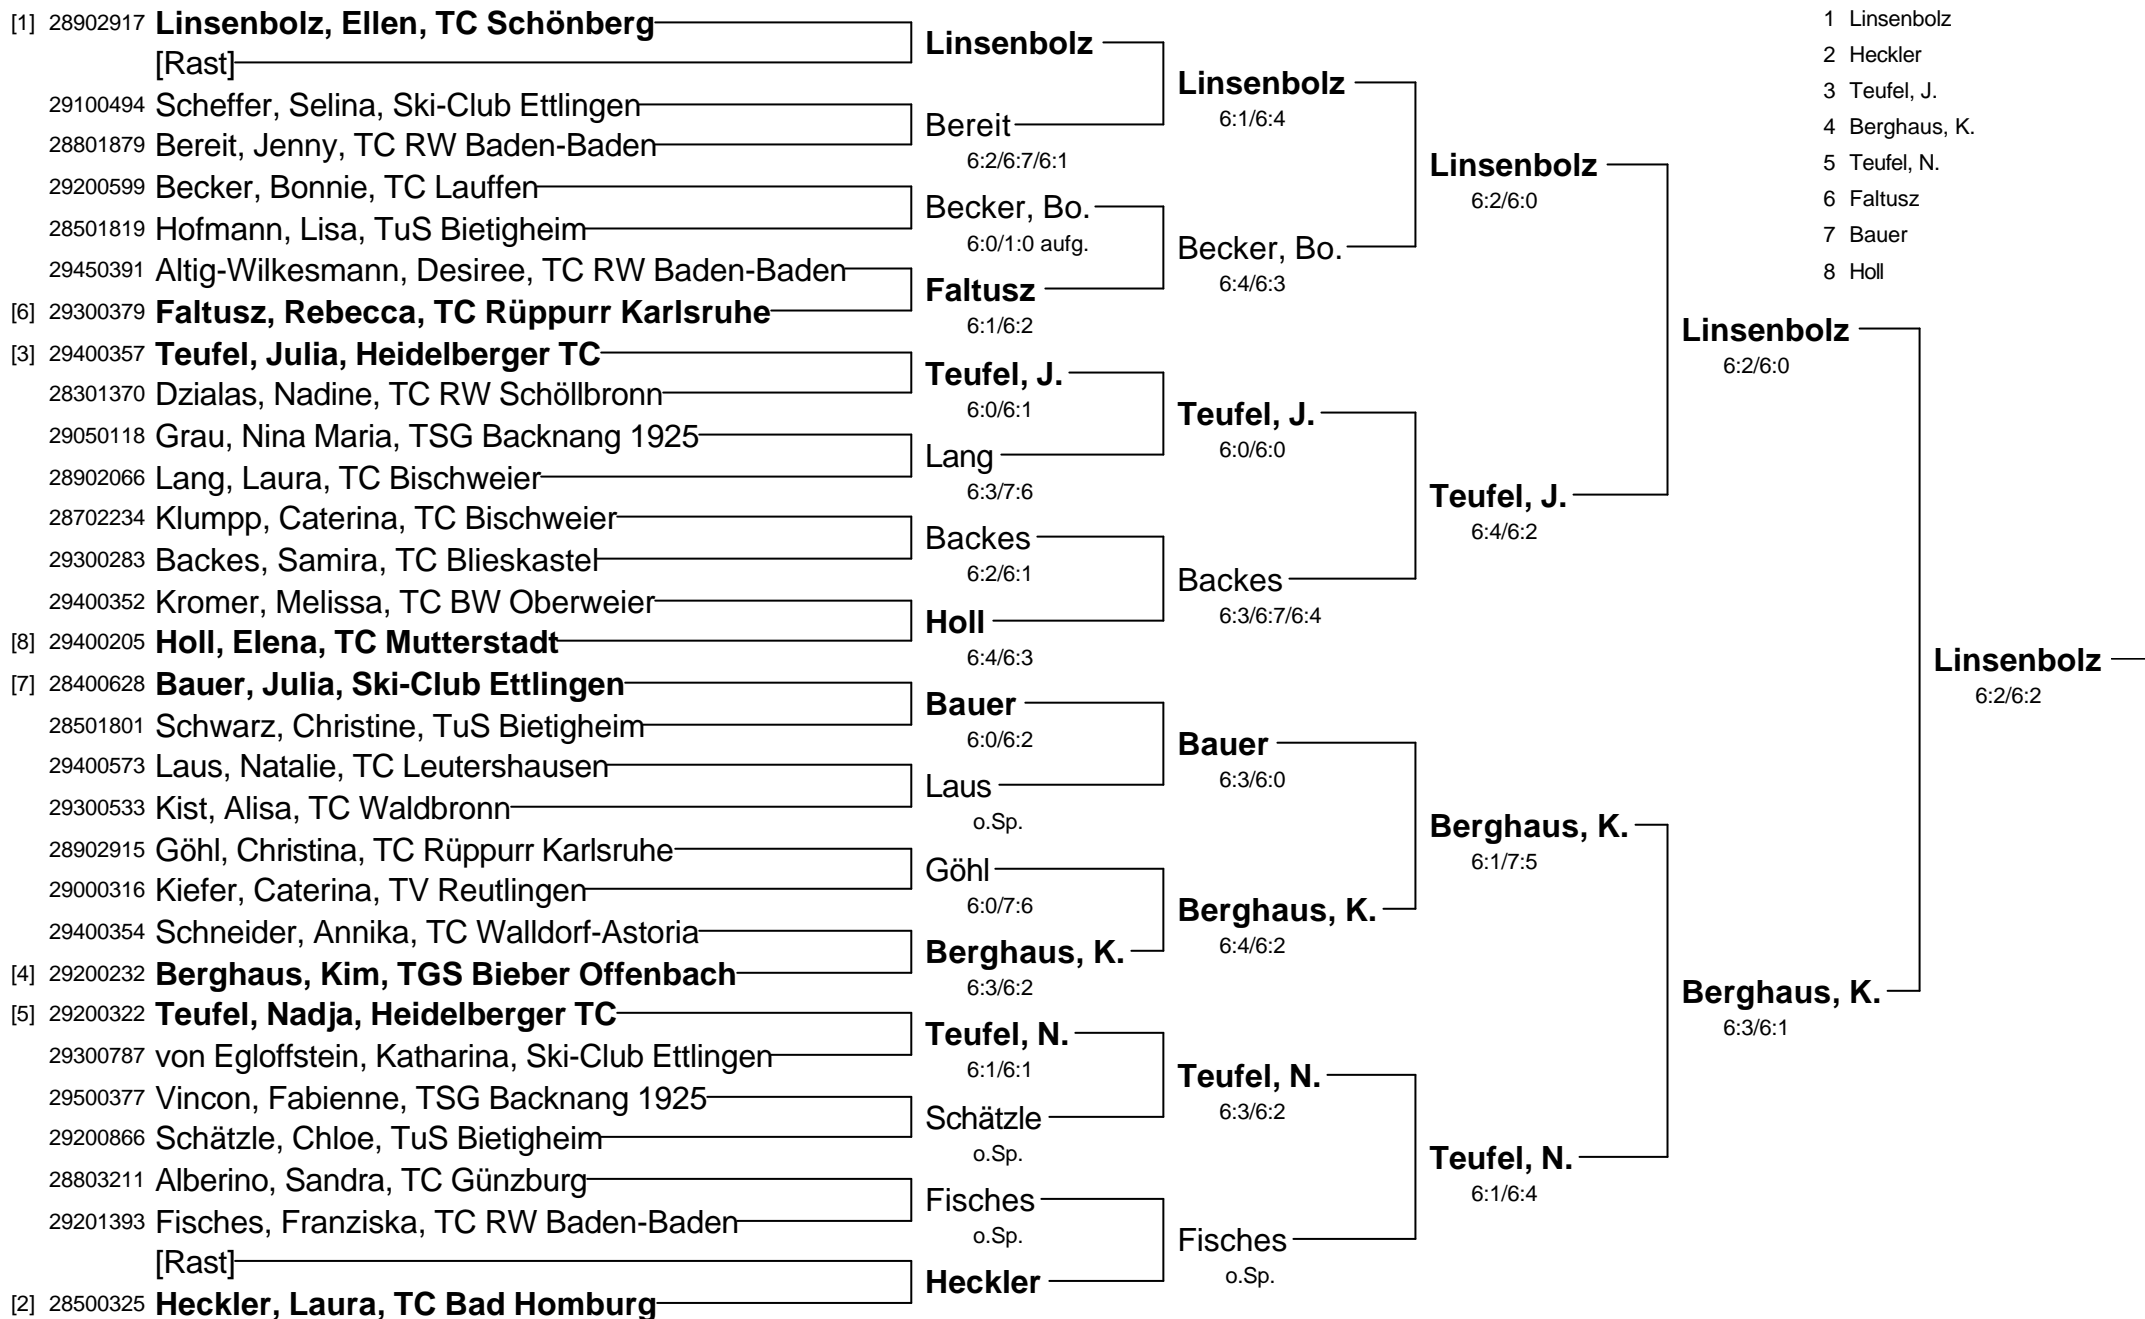 [1] 28902917 Linsenbolz, Ellen, TC Schönberg
[Rast]
29100494 Scheffer, Selina, Ski-Club Ettlingen
28801879 Bereit, Jenny, TC RW Baden-Baden
29200599 Becker, Bonnie, TC Lauffen
28501819 Hofmann, Lisa, TuS Bietigheim
29450391 Altig-Wilkesmann, Desiree, TC RW Baden-Baden
[6] 29300379 Faltusz, Rebecca, TC Rüppurr Karlsruhe
[3] 29400357 Teufel, Julia, Heidelberger TC
28301370 Dzialas, Nadine, TC RW Schöllbronn
29050118 Grau, Nina Maria, TSG Backnang 1925
28902066 Lang, Laura, TC Bischweier
28702234 Klumpp, Caterina, TC Bischweier
29300283 Backes, Samira, TC Blieskastel
29400352 Kromer, Melissa, TC BW Oberweier
[8] 29400205 Holl, Elena, TC Mutterstadt
[7] 28400628 Bauer, Julia, Ski-Club Ettlingen
28501801 Schwarz, Christine, TuS Bietigheim
29400573 Laus, Natalie, TC Leutershausen
29300533 Kist, Alisa, TC Waldbronn
28902915 Göhl, Christina, TC Rüppurr Karlsruhe
29000316 Kiefer, Caterina, TV Reutlingen
29400354 Schneider, Annika, TC Walldorf-Astoria
[4] 29200232 Berghaus, Kim, TGS Bieber Offenbach
[5] 29200322 Teufel, Nadja, Heidelberger TC
29300787 von Egloffstein, Katharina, Ski-Club Ettlingen
29500377 Vincon, Fabienne, TSG Backnang 1925
29200866 Schätzle, Chloe, TuS Bietigheim
28803211 Alberino, Sandra, TC Günzburg
29201393 Fisches, Franziska, TC RW Baden-Baden
[Rast]
[2] 28500325 Heckler, Laura, TC Bad Homburg
Linsenbolz
Bereit
6:2/6:7/6:1
Becker, Bo.
6:0/1:0 aufg.
Faltusz
6:1/6:2
Teufel, J.
6:0/6:1
Lang
6:3/7:6
Backes
6:2/6:1
Holl
6:4/6:3
Bauer
6:0/6:2
Laus
o.Sp.
Göhl
6:0/7:6
Berghaus, K.
6:3/6:2
Teufel, N.
6:1/6:1
Schätzle
o.Sp.
Fisches
o.Sp.
Heckler
Linsenbolz
6:1/6:4
Becker, Bo.
6:4/6:3
Teufel, J.
6:0/6:0
Backes
6:3/6:7/6:4
Bauer
6:3/6:0
Berghaus, K.
6:4/6:2
Teufel, N.
6:3/6:2
Fisches
o.Sp.
Linsenbolz
6:2/6:0
Teufel, J.
6:4/6:2
Berghaus, K.
6:1/7:5
Teufel, N.
6:1/6:4
Linsenbolz
6:2/6:0
Berghaus, K.
6:3/6:1
Linsenbolz
6:2/6:2
1 Linsenbolz
2 Heckler
3 Teufel, J.
4 Berghaus, K.
5 Teufel, N.
6 Faltusz
7 Bauer
8 Holl